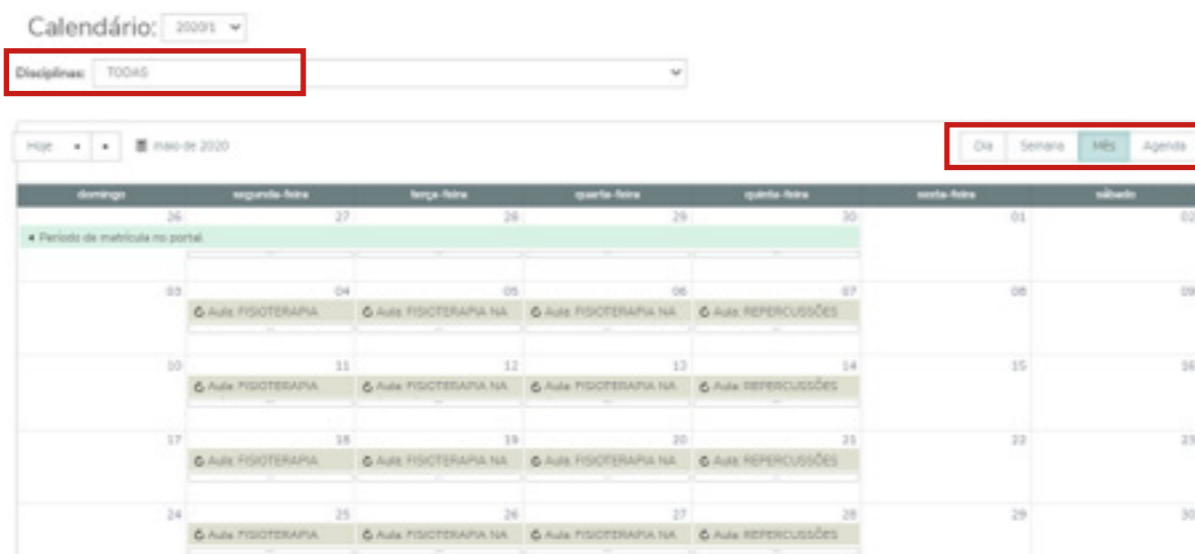 Calendário: 2020/1
Disciplinas: TODAS
Hoje maio de 2020 Dia Semana Mês Agenda
domingo segunda-feira terça-feira quarta-feira quinta-feira sexta-feira sábado
26 27 28 29 30 01 02
Período de matrícula no portal
03 04 05 06 07 08 09
Aula: FISIOTERAPIA Aula: FISIOTERAPIA NA Aula: FISIOTERAPIA NA Aula: REPERCUSSÕES
10 11 12 13 14 15 16
Aula: FISIOTERAPIA Aula: FISIOTERAPIA NA Aula: FISIOTERAPIA NA Aula: REPERCUSSÕES
17 18 19 20 21 22 23
Aula: FISIOTERAPIA Aula: FISIOTERAPIA NA Aula: FISIOTERAPIA NA Aula: REPERCUSSÕES
24 25 26 27 28 29 30
Aula: FISIOTERAPIA Aula: FISIOTERAPIA NA Aula: FISIOTERAPIA NA Aula: REPERCUSSÕES